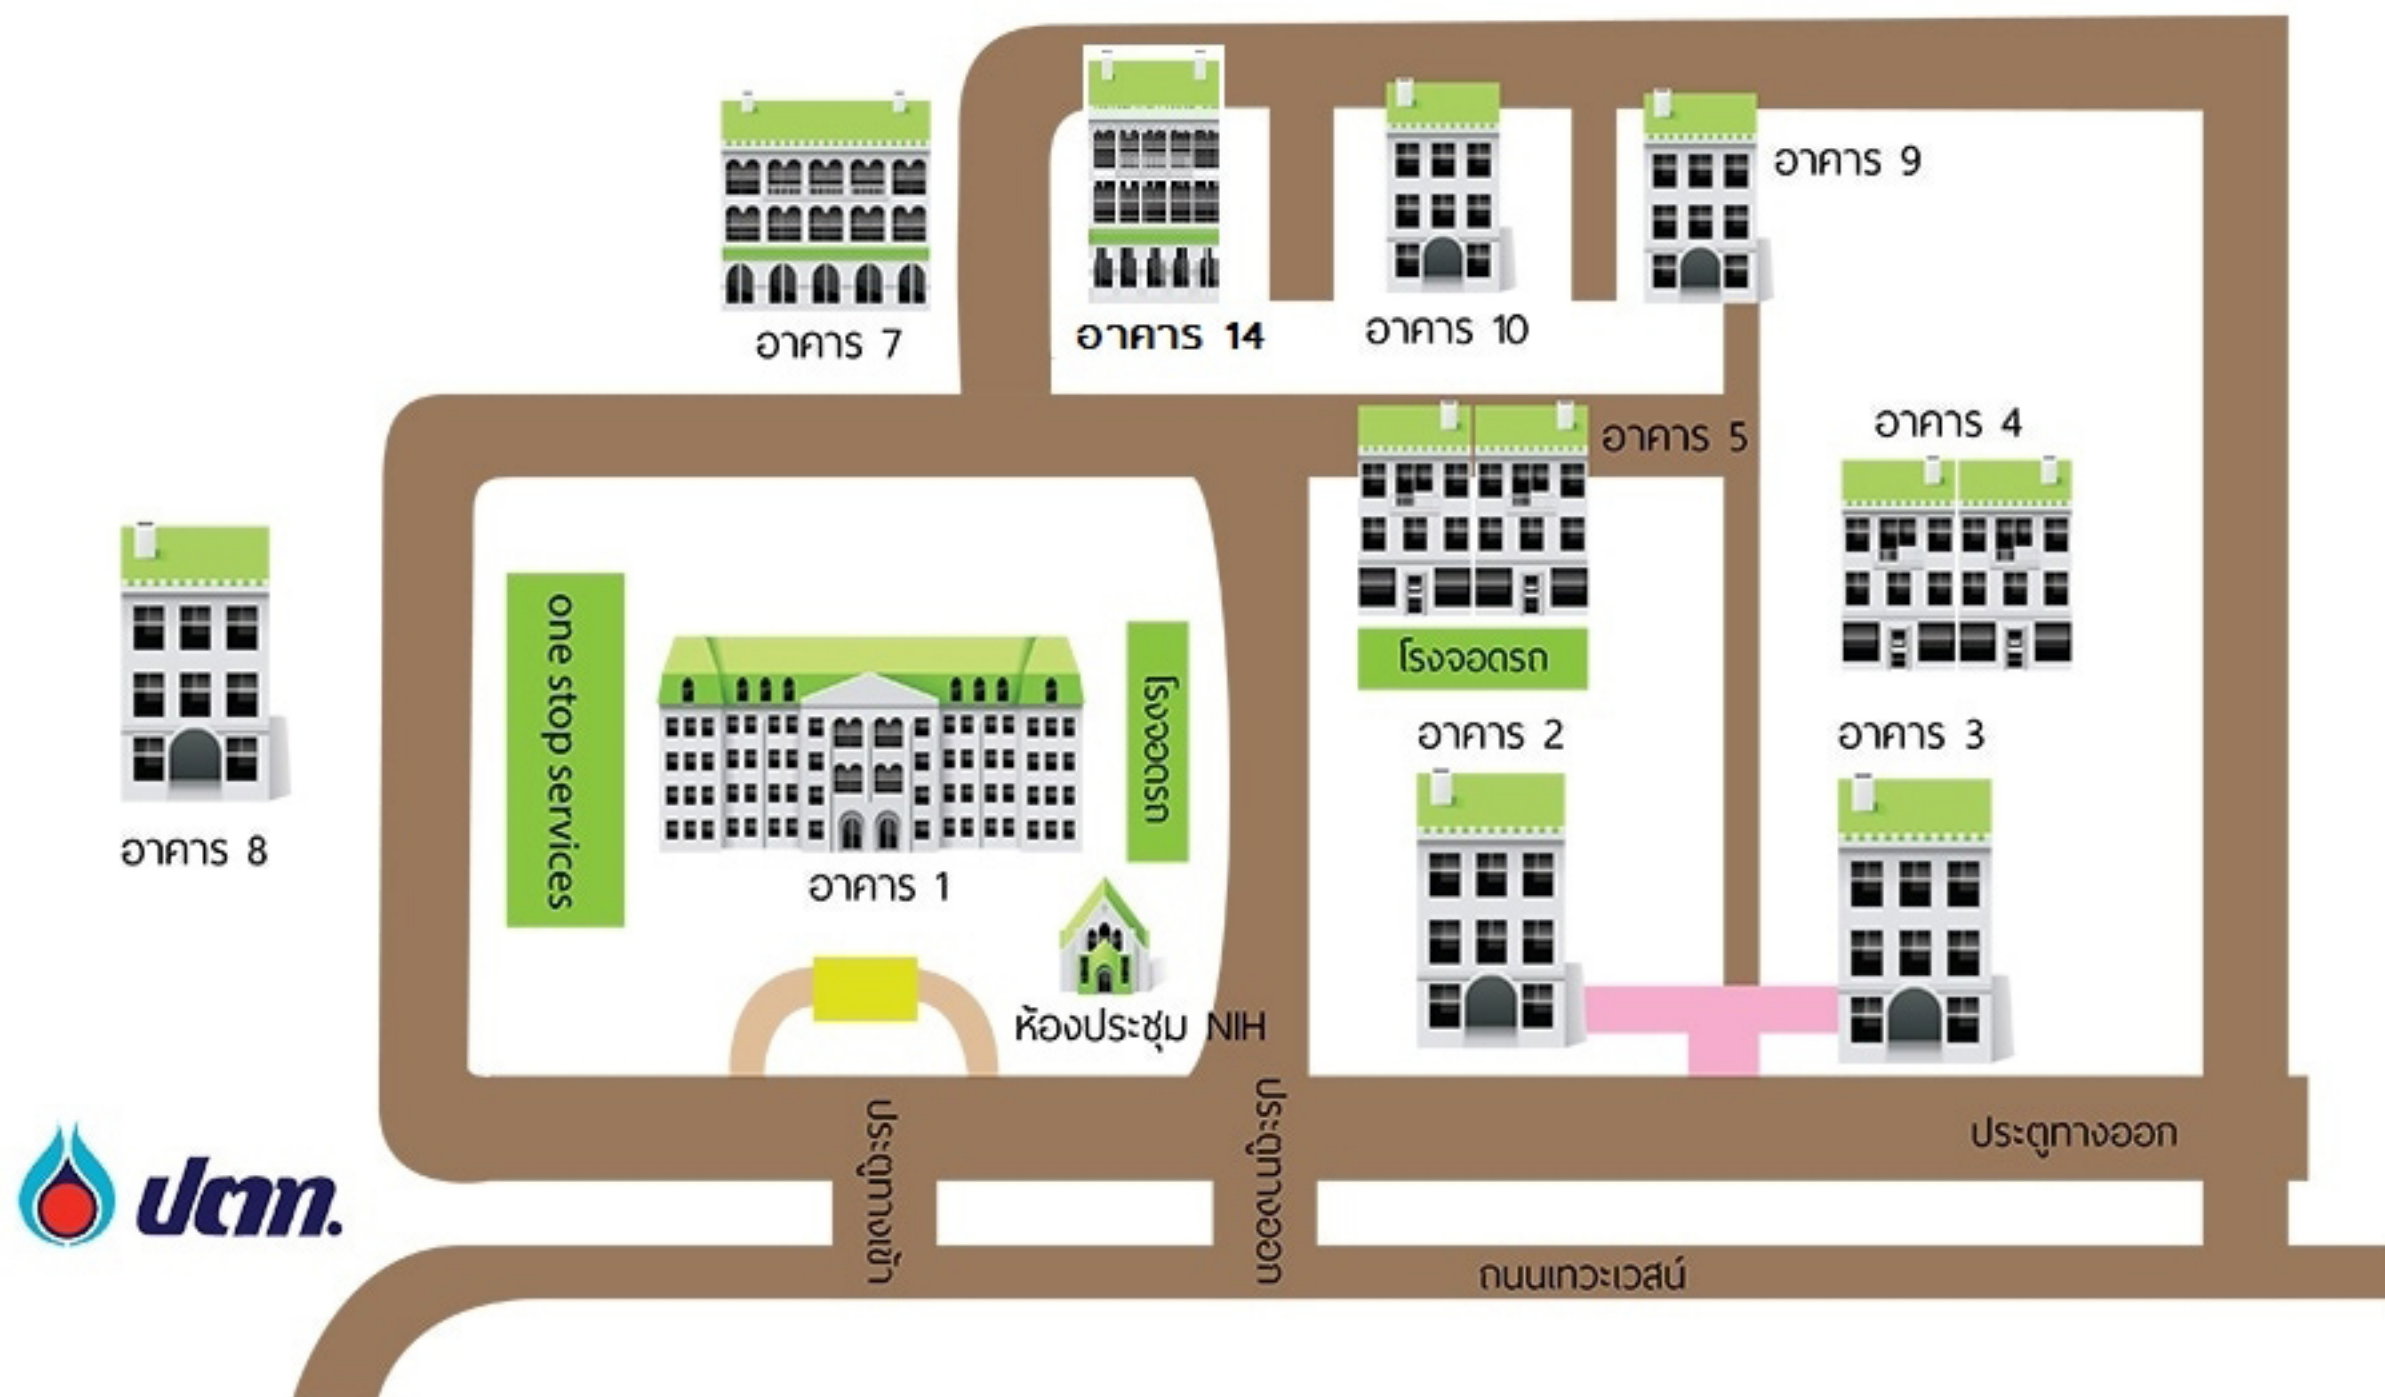 อาคาร 9
อาคาร 7
อาคาร 14
อาคาร 10
อาคาร 5
อาคาร 4
one stop services
โรงจอดรถ
โรงจอดรถ
อาคาร 2
อาคาร 3
อาคาร 8
อาคาร 1
ห้องประชุม NIH
ประตูทางเข้า
ประตูทางออก
ประตูทางออก
ปตท.
ถนนเทวะเวสน์